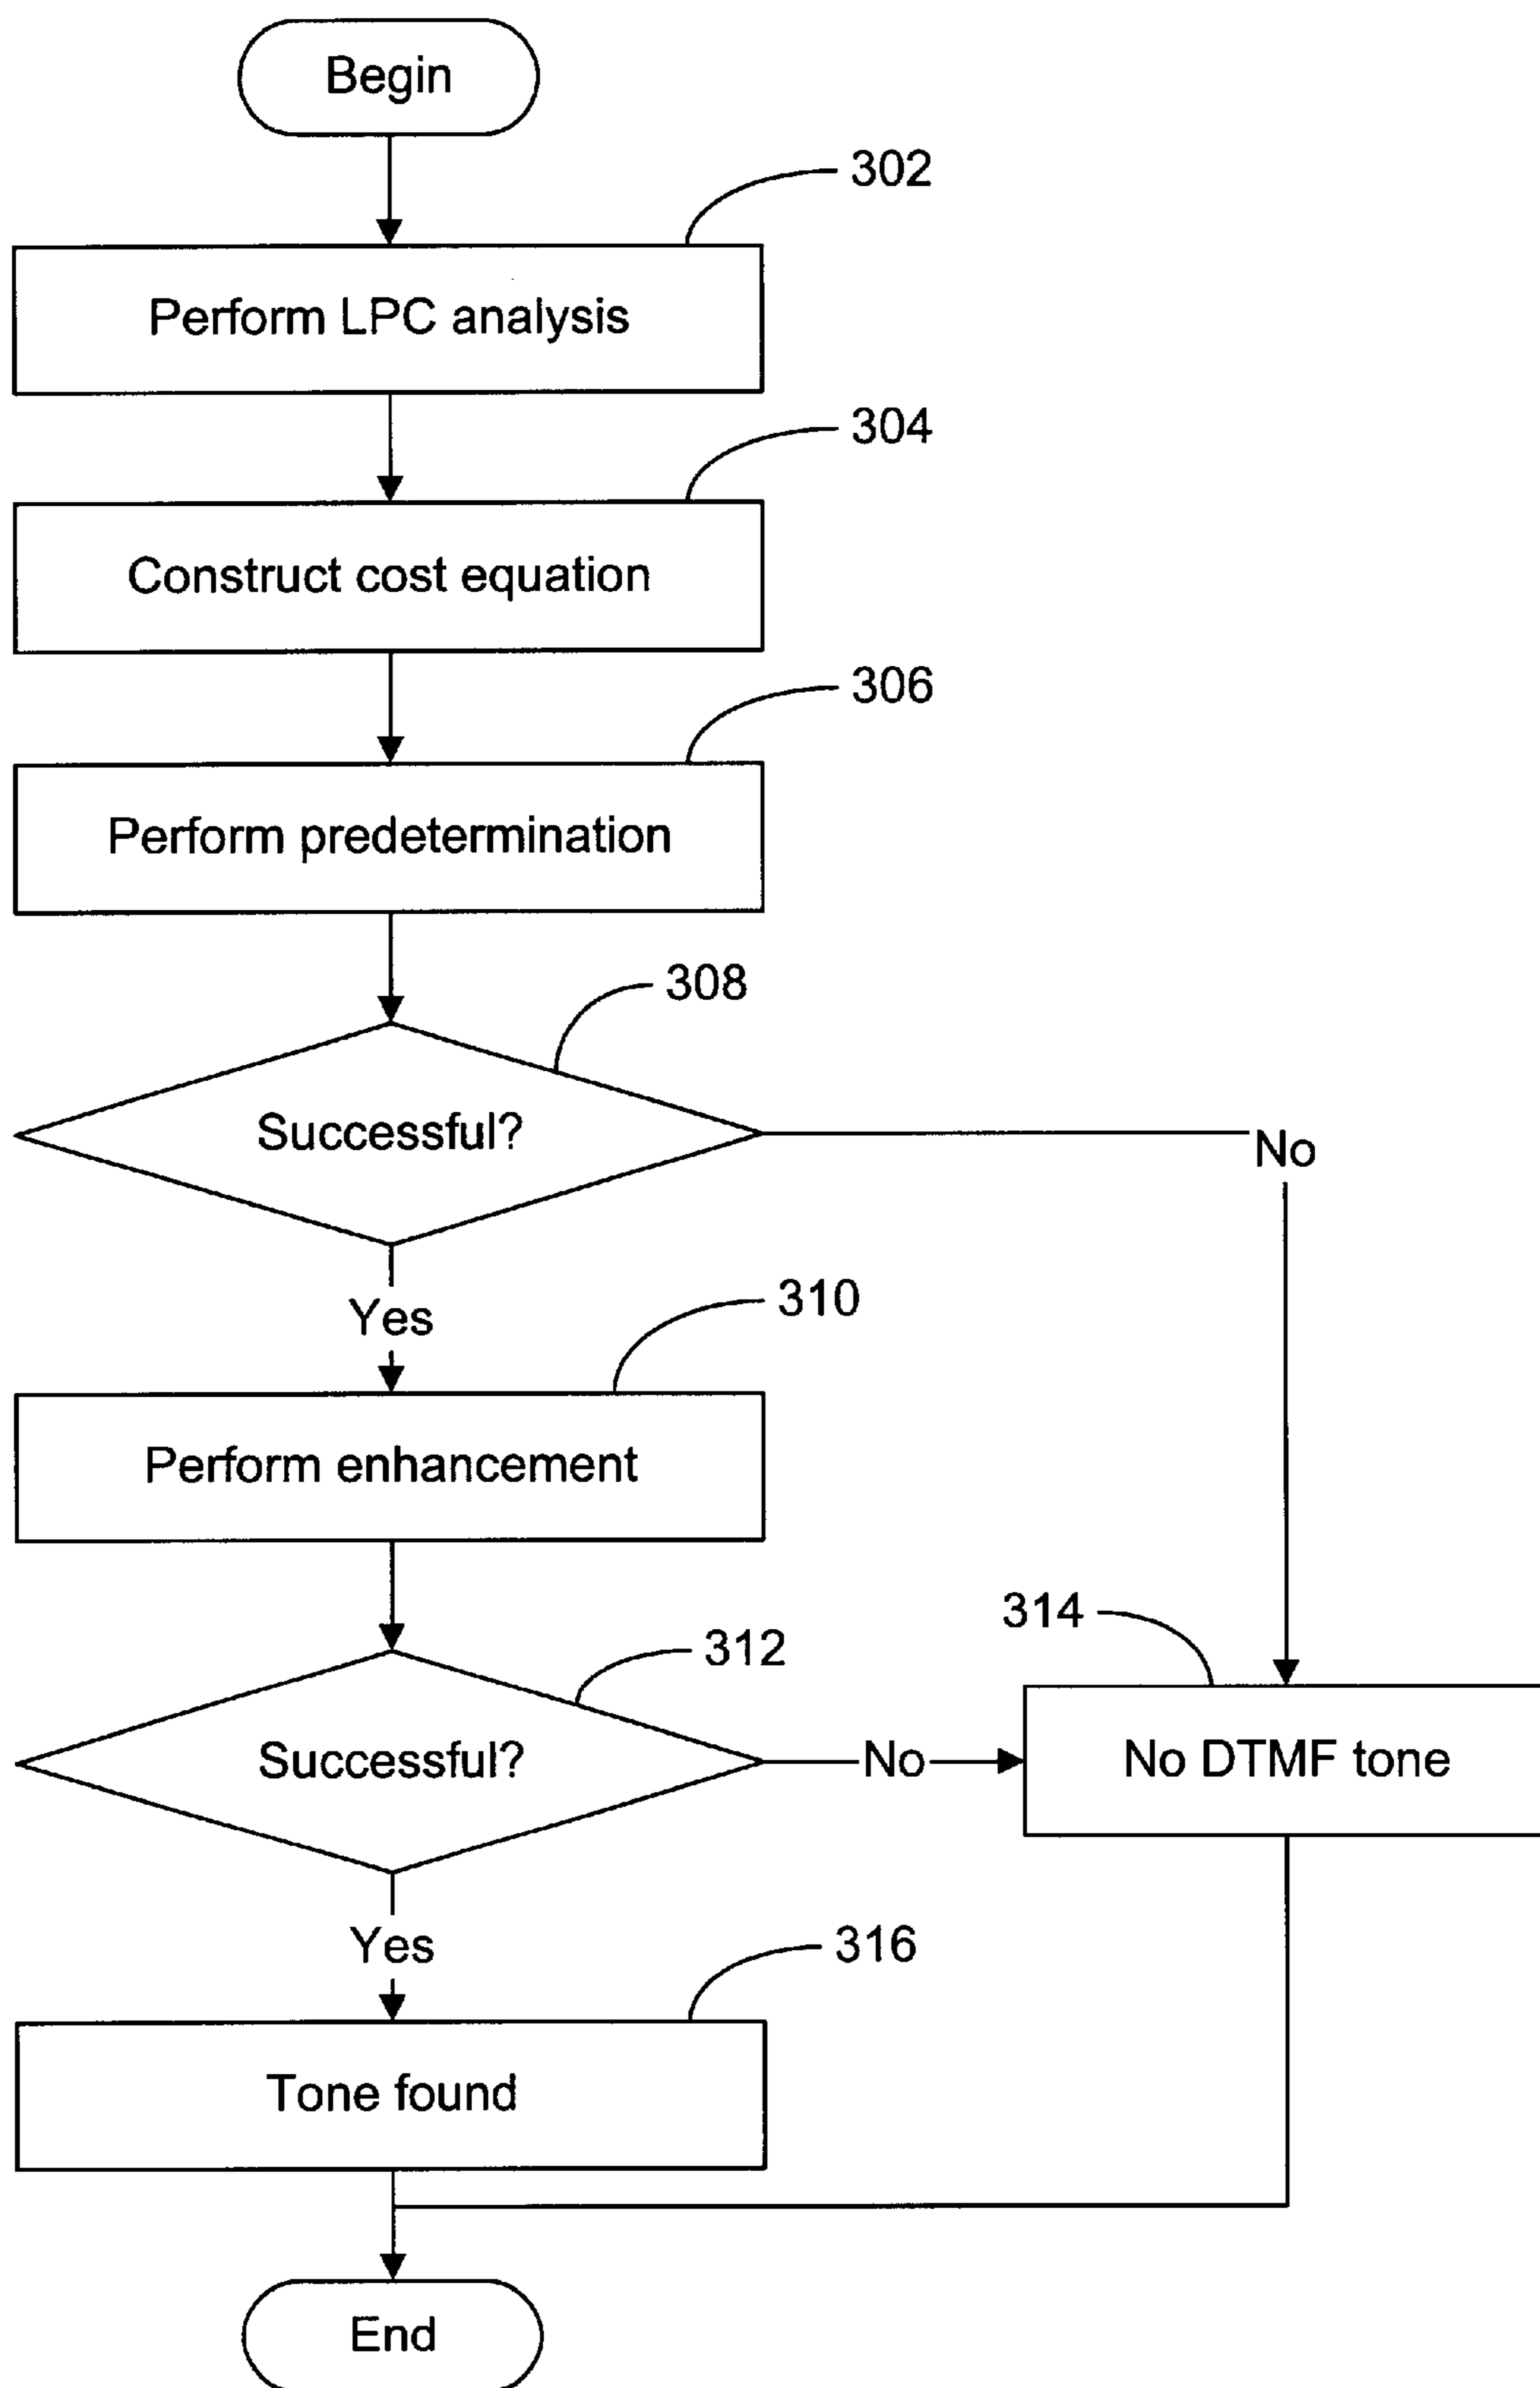 Begin
302
Perform LPC analysis
304
Construct cost equation
306
Perform predetermination
308
Successful?
No
Yes
310
Perform enhancement
312
Successful?
No
314
No DTMF tone
Yes
316
Tone found
End